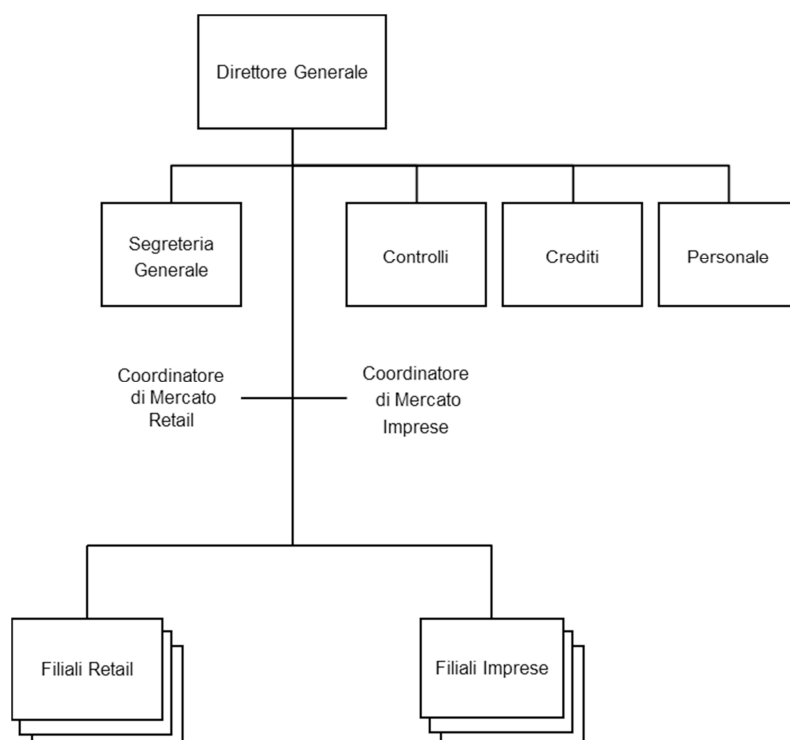 Direttore Generale
Segreteria
Generale
Controlli
Crediti
Personale
Coordinatore
di Mercato
Retail
Coordinatore
di Mercato
Imprese
Filiali Retail
Filiali Imprese